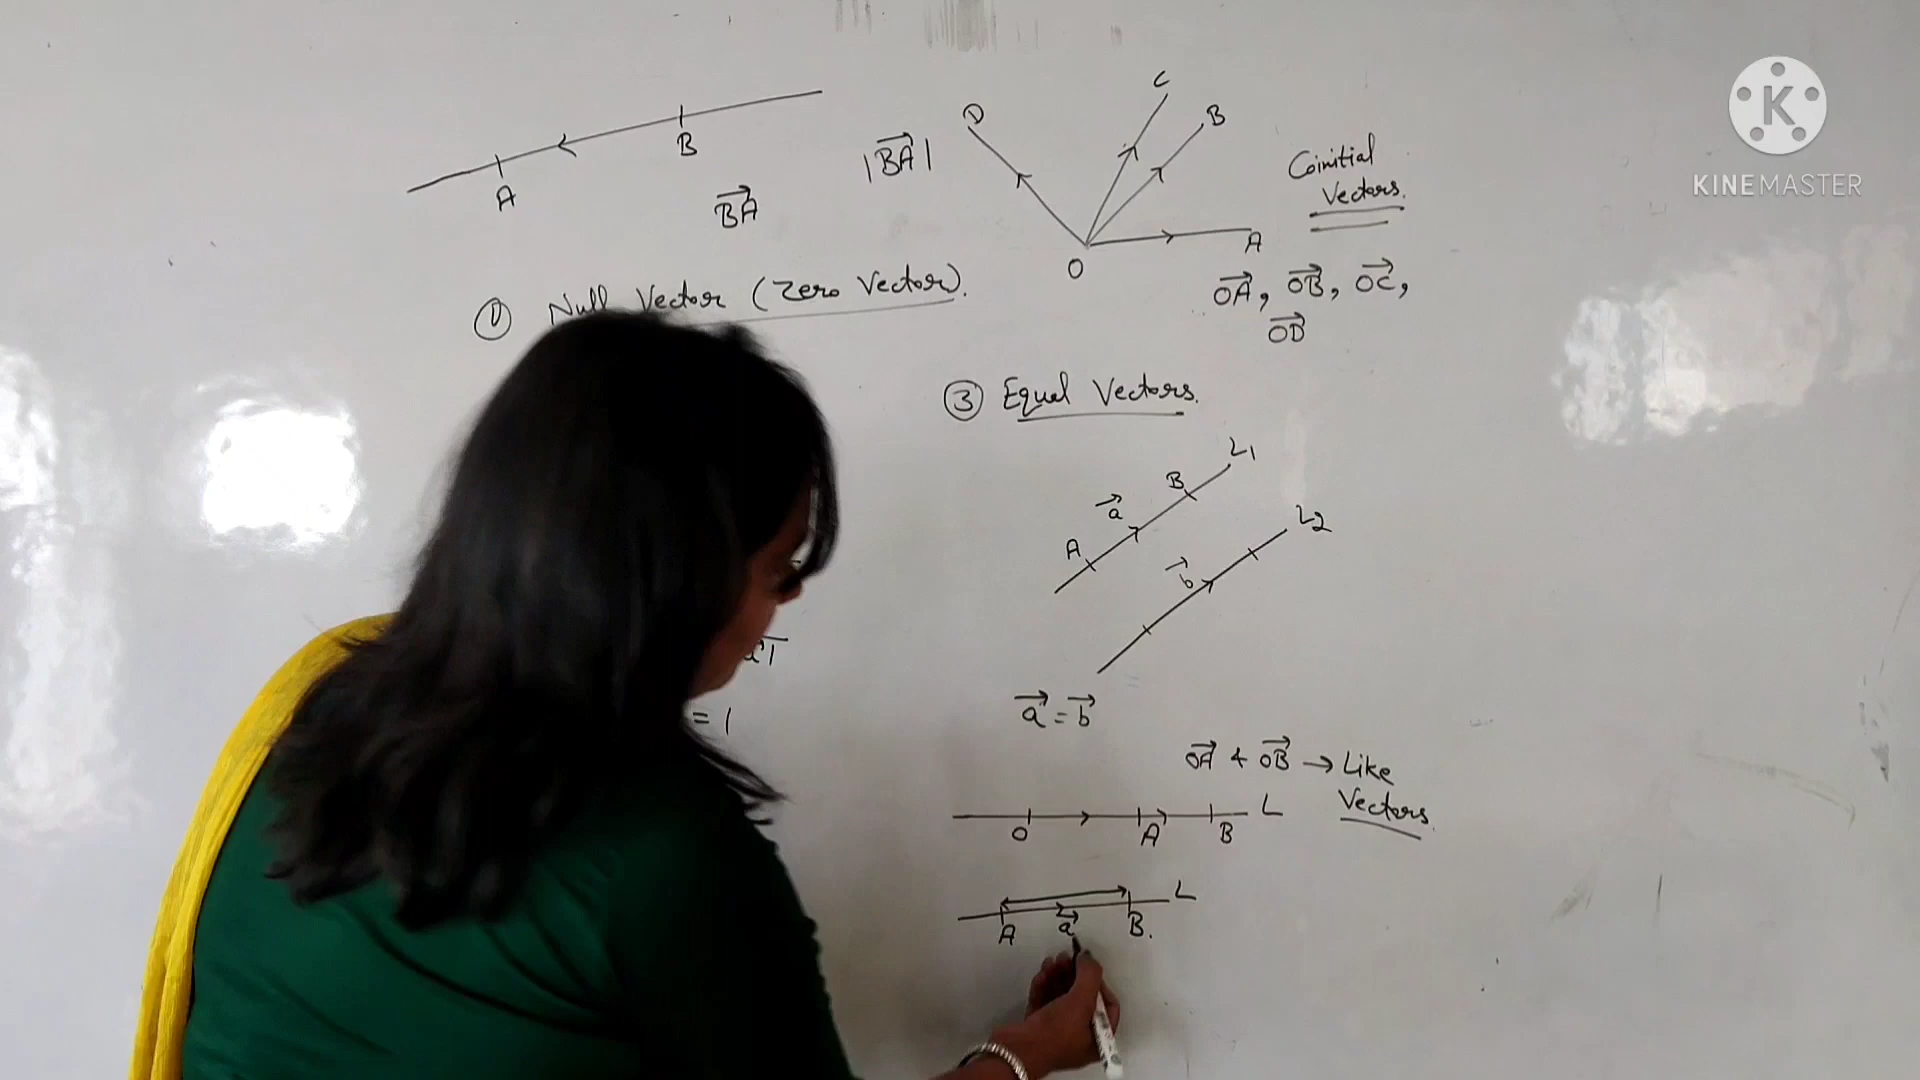 A
B
BA
|BA|
D
C
B
A
O
Coinitial
Vectors.
OA, OB, OC,
OD
① Null Vector (Zero Vector).
③ Equal Vectors.
L1
B
a
A
L2
b
= 1
a = b
OA & OB → Like
Vectors.
O
A
B
L
L
A
a
B.
K
KINEMASTER